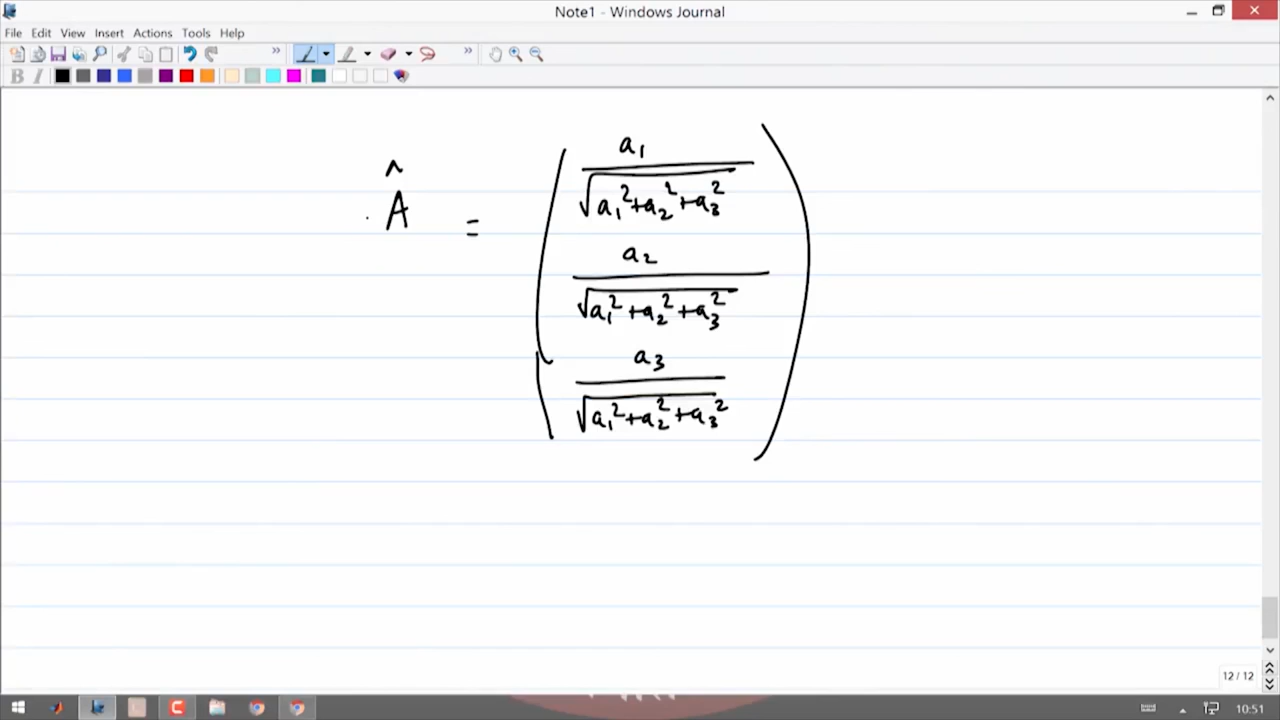 Note1 - Windows Journal
File Edit View Insert Actions Tools Help
B I
Â = ( a₁ / √(a₁²+a₂²+a₃²)
a₂ / √(a₁²+a₂²+a₃²)
a₃ / √(a₁²+a₂²+a₃²) )
12 / 12
10:51